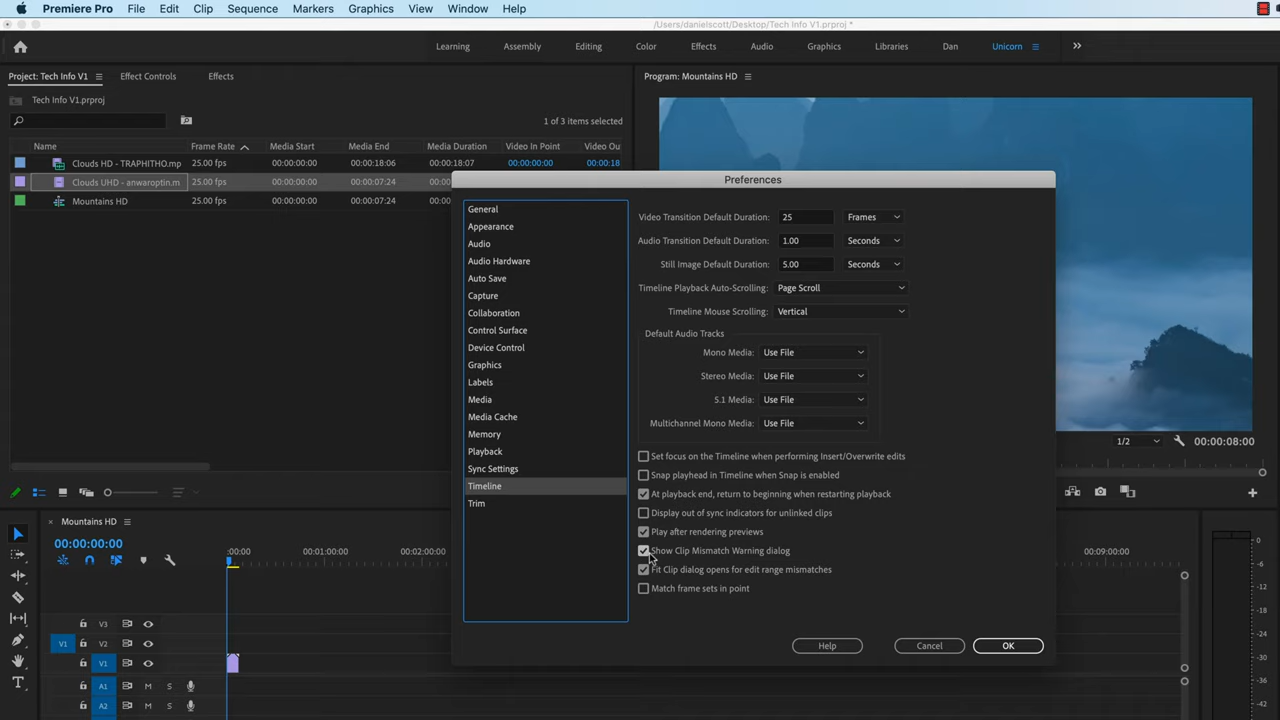 Premiere Pro File Edit Clip Sequence Markers Graphics View Window Help
/Users/danielscott/Desktop/Tech Info V1.prproj *
Learning Assembly Editing Color Effects Audio Graphics Libraries Dan Unicorn
Project: Tech Info V1 Effect Controls Effects
Program: Mountains HD
Tech Info V1.prproj
1 of 3 items selected
Name Frame Rate Media Start Media End Media Duration Video In Point Video Ou
Clouds HD - TRAPHITHO.mp 25.00 fps 00:00:00:00 00:00:18:06 00:00:18:07 00:00:00:00 00:00:18
Clouds UHD - anwaroptin.m 25.00 fps 00:00:00:00 00:00:07:24
Mountains HD 25.00 fps 00:00:00:00 00:00:07:24
Preferences
General
Appearance
Audio
Audio Hardware
Auto Save
Capture
Collaboration
Control Surface
Device Control
Graphics
Labels
Media
Media Cache
Memory
Playback
Sync Settings
Timeline
Trim
Video Transition Default Duration: 25 Frames
Audio Transition Default Duration: 1.00 Seconds
Still Image Default Duration: 5.00 Seconds
Timeline Playback Auto-Scrolling: Page Scroll
Timeline Mouse Scrolling: Vertical
Default Audio Tracks
Mono Media: Use File
Stereo Media: Use File
5.1 Media: Use File
Multichannel Mono Media: Use File
Set focus on the Timeline when performing Insert/Overwrite edits
Snap playhead in Timeline when Snap is enabled
At playback end, return to beginning when restarting playback
Display out of sync indicators for unlinked clips
Play after rendering previews
Show Clip Mismatch Warning dialog
Fit Clip dialog opens for edit range mismatches
Match frame sets in point
Help Cancel OK
1/2 00:00:08:00
Mountains HD
00:00:00:00
:00:00 00:01:00:00 00:02:00:00 00:09:00:00
V3
V1 V2
V1
A1 M S
A2 M S
0
-6
-12
-18
-24
-30
-36